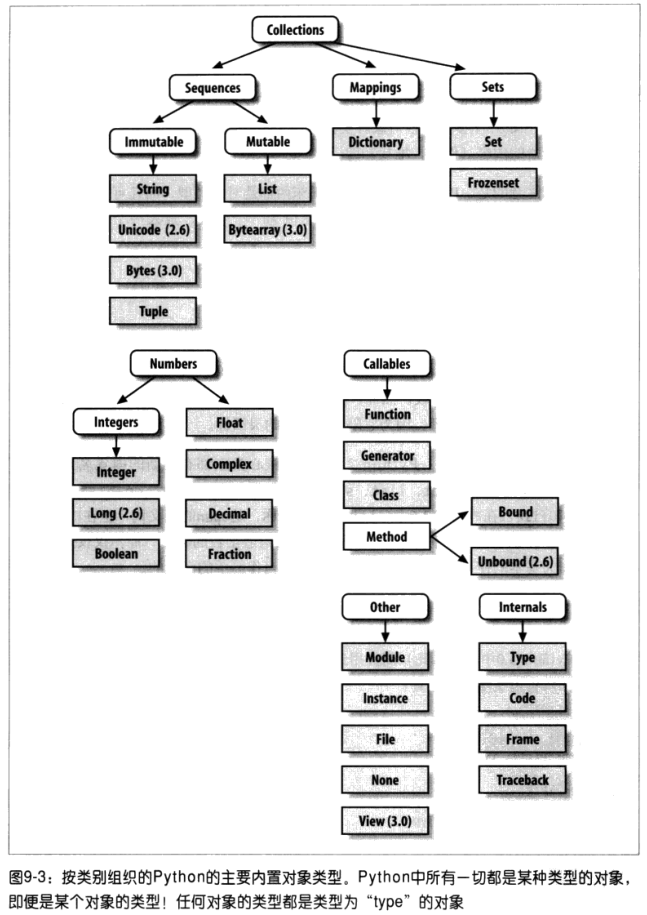 Collections
Sequences
Mappings
Sets
Immutable
Mutable
Dictionary
Set
String
List
Frozenset
Unicode (2.6)
Bytearray (3.0)
Bytes (3.0)
Tuple
Numbers
Callables
Integers
Float
Function
Integer
Complex
Generator
Long (2.6)
Decimal
Class
Bound
Boolean
Fraction
Method
Unbound (2.6)
Other
Internals
Module
Type
Instance
Code
File
Frame
None
Traceback
View (3.0)
图9-3：按类别组织的Python的主要内置对象类型。Python中所有一切都是某种类型的对象，
即便是某个对象的类型！任何对象的类型都是类型为“type”的对象